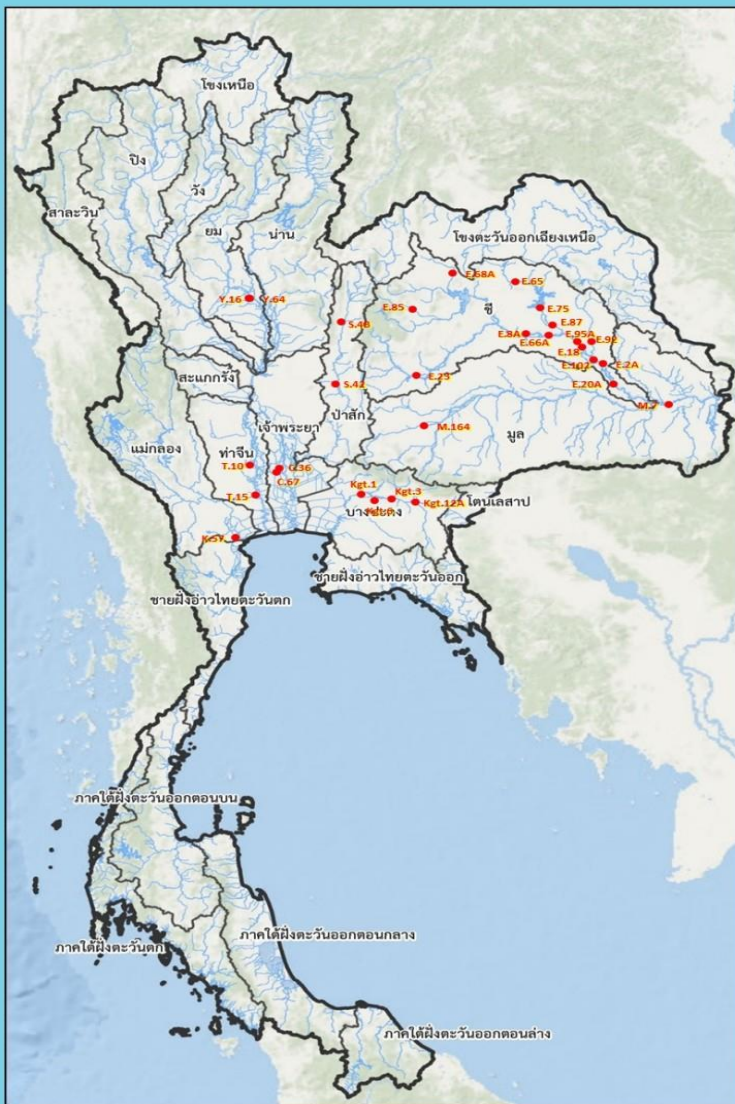 โขงเหนือ
ปิง
วัง
สาละวิน
ยม
น่าน
โขงตะวันออกเฉียงเหนือ
E.68A
E.65
Y.16
Y.64
E.85
E.75
ชี
S.4B
E.87
E.8A
E.66A
E.95A
E.92
E.18
E.2A
สะแกกรัง
S.42
E.23
E.20A
ป่าสัก
M.7
เจ้าพระยา
M.164
มูล
แม่กลอง
ท่าจีน
T.10
C.36
C.67
Kgt.1
Kgt.3
T.15
Kgt.12A
โตนเลสาป
บางปะกง
ชายฝั่งอ่าวไทยตะวันออก
ชายฝั่งอ่าวไทยตะวันตก
ภาคใต้ฝั่งตะวันออกตอนบน
ภาคใต้ฝั่งตะวันออกตอนกลาง
ภาคใต้ฝั่งตะวันตก
ภาคใต้ฝั่งตะวันออกตอนล่าง